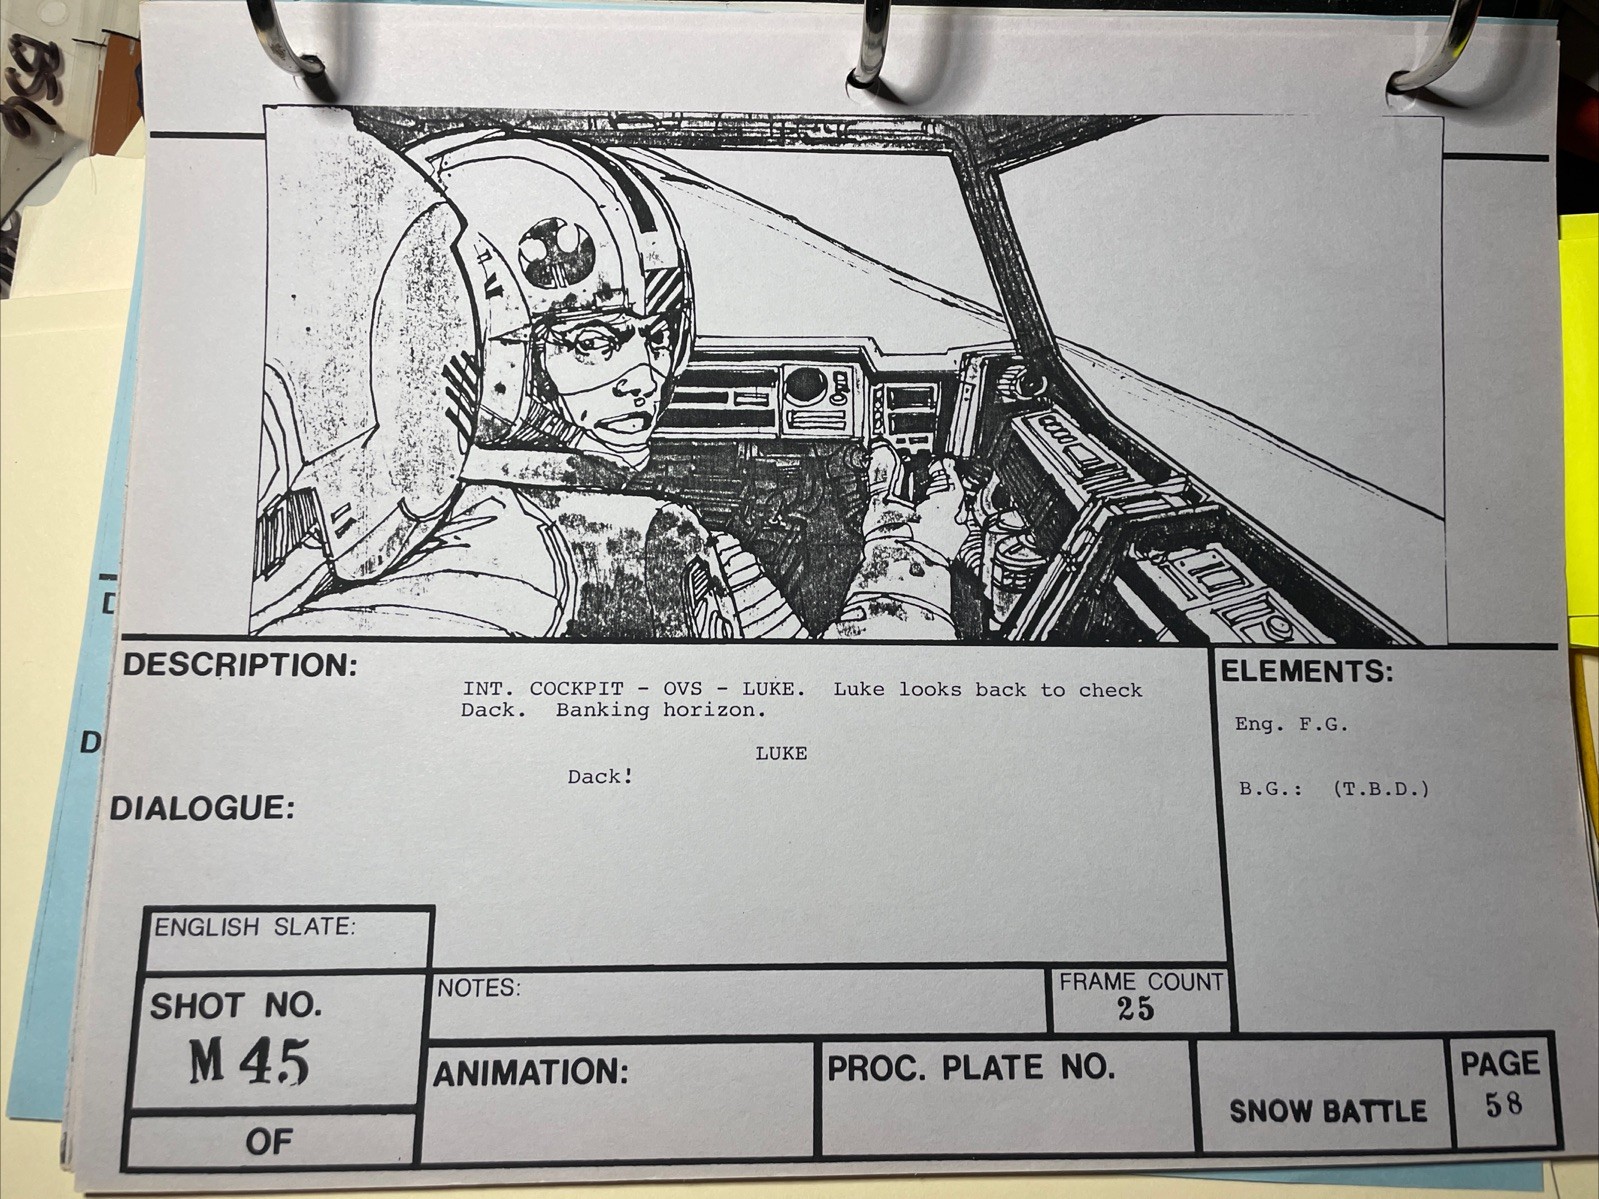 DESCRIPTION:
INT. COCKPIT - OVS - LUKE.  Luke looks back to check
Dack.  Banking horizon.
LUKE
Dack!
DIALOGUE:
ELEMENTS:
Eng. F.G.
B.G.:  (T.B.D.)
ENGLISH SLATE:
SHOT NO.
M 45
OF
NOTES:
FRAME COUNT
25
ANIMATION:
PROC. PLATE NO.
SNOW BATTLE
PAGE
58
D